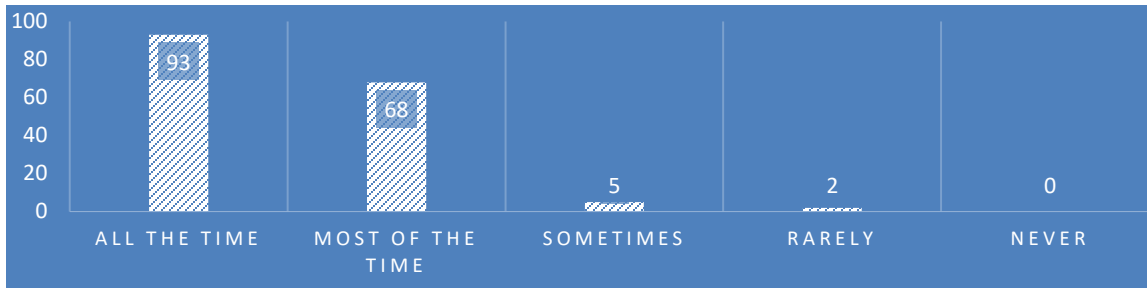 100
80
60
40
20
0
93
68
5
2
0
ALL THE TIME
MOST OF THE
TIME
SOMETIMES
RARELY
NEVER